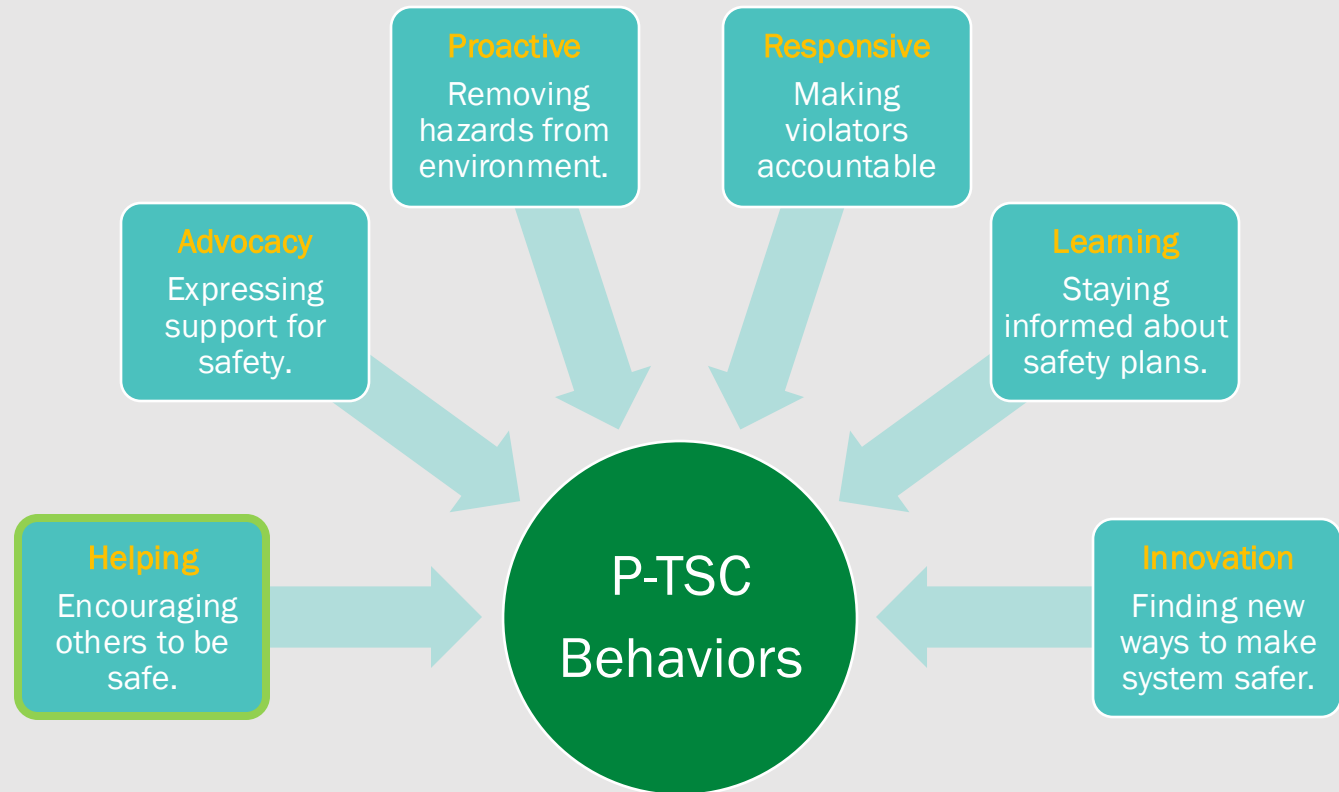 Proactive
Removing
hazards from
environment.
Responsive
Making
violators
accountable
Advocacy
Expressing
support for
safety.
Learning
Staying
informed about
safety plans.
Helping
Encouraging
others to be
safe.
P-TSC
Behaviors
Innovation
Finding new
ways to make
system safer.